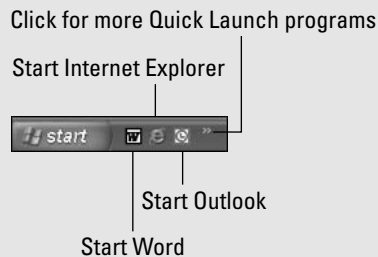 Click for more Quick Launch programs
Start Internet Explorer
start
Start Outlook
Start Word